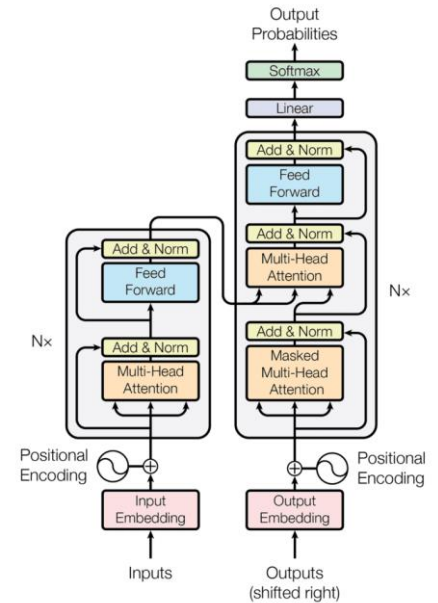 Output
Probabilities
Softmax
Linear
Add & Norm
Feed
Forward
Add & Norm
Multi-Head
Attention
Add & Norm
Masked
Multi-Head
Attention
N×
Add & Norm
Feed
Forward
N×
Add & Norm
Multi-Head
Attention
Positional
Encoding
Positional
Encoding
Input
Embedding
Output
Embedding
Inputs
Outputs
(shifted right)